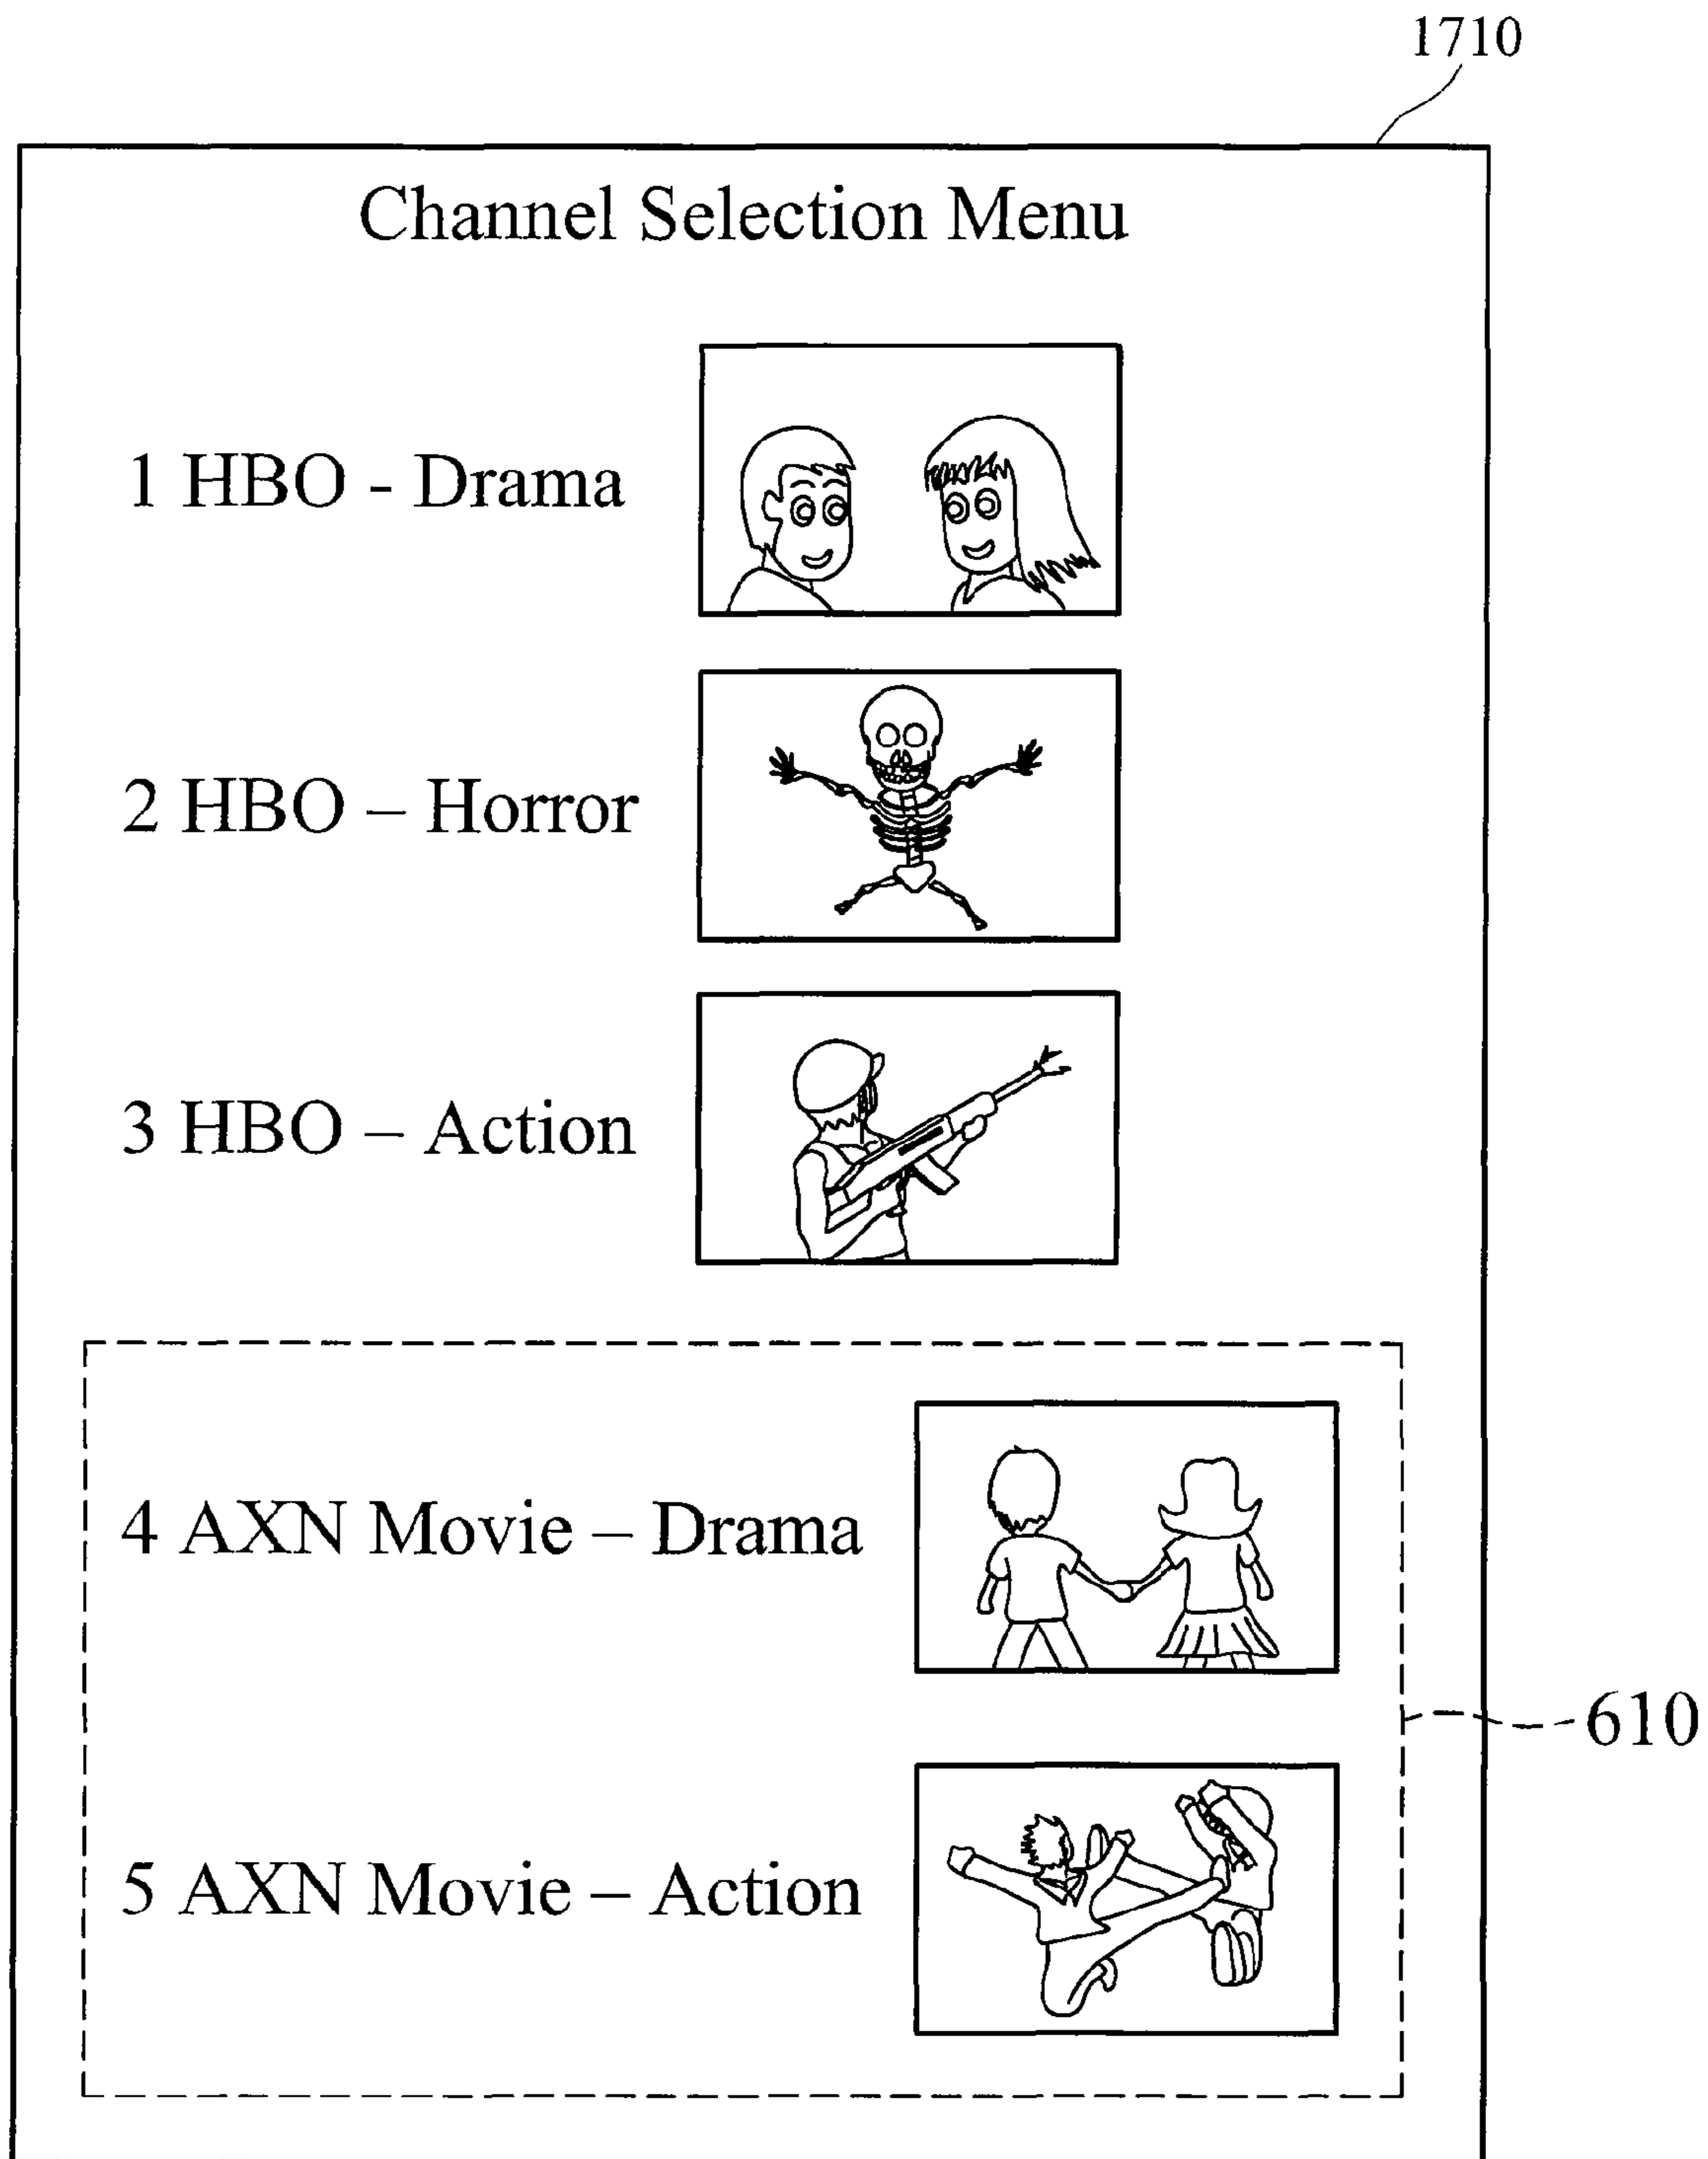 1710
Channel Selection Menu
1 HBO - Drama
2 HBO – Horror
3 HBO – Action
4 AXN Movie – Drama
610
5 AXN Movie – Action